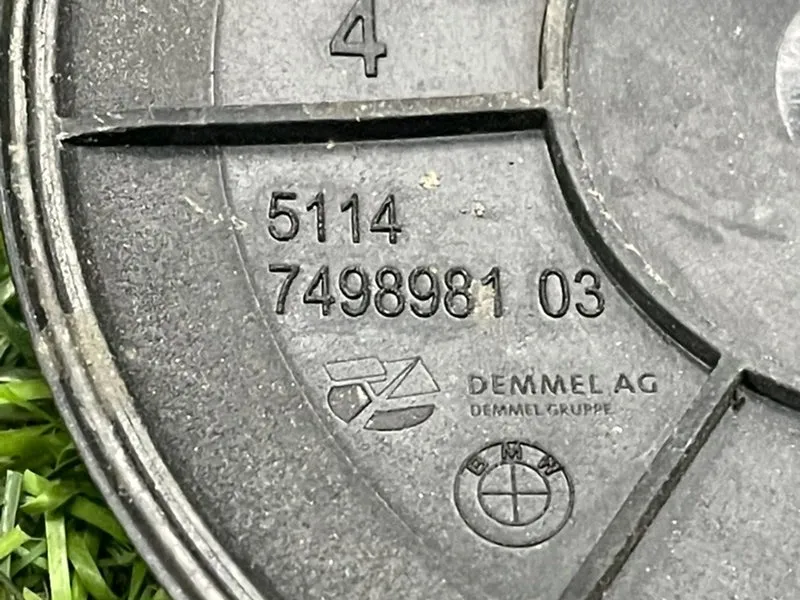 4
5114
7498981 03
DEMMEL AG
DEMMEL GRUPPE
BMW